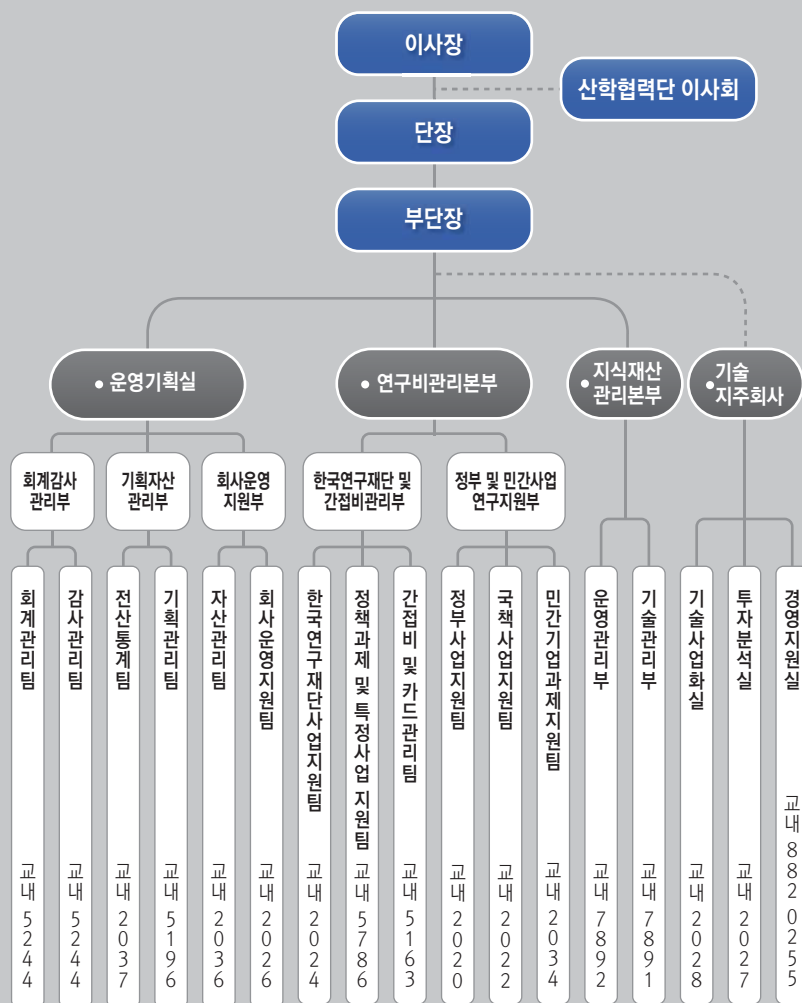 이사장
산학협력단 이사회
단장
부단장
• 운영기획실
• 연구비관리본부
• 지식재산
관리본부
• 기술
지주회사
회계감사
관리부
기획자산
관리부
회사운영
지원부
한국연구재단 및
간접비관리부
정부 및 민간사업
연구지원부
회계관리팀 교내 5244
감사관리팀 교내 5244
전산통계팀 교내 2037
기획관리팀 교내 5196
자산관리팀 교내 2036
회사운영지원팀 교내 2026
한국연구재단사업지원팀 교내 2024
정책과제 및 특정사업 지원팀 교내 5786
간접비 및 카드관리팀 교내 5163
정부사업지원팀 교내 2020
국책사업지원팀 교내 2022
민간기업과제지원팀 교내 2034
운영관리부 교내 7892
기술관리부 교내 7891
기술사업화실 교내 2028
투자분석실 교내 2027
경영지원실 교내 882 0255